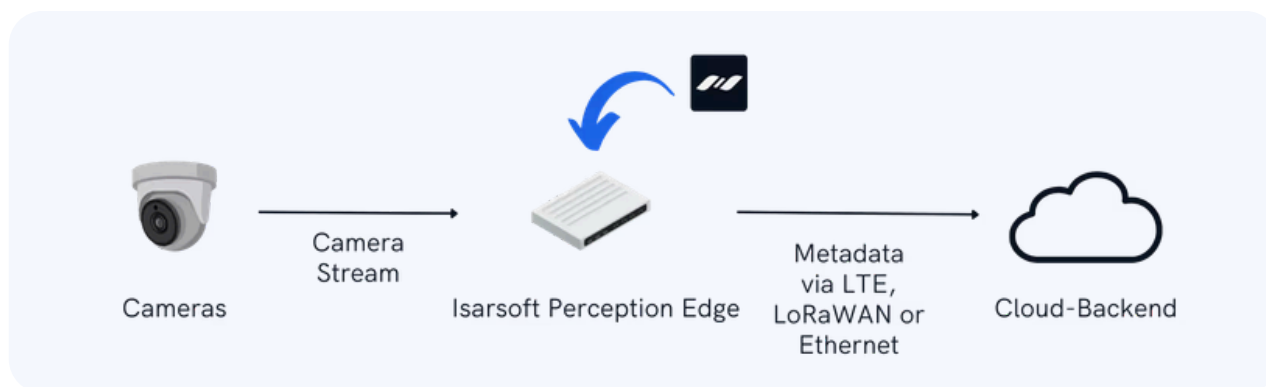 Camera
Stream
Cameras
Isarsoft Perception Edge
Metadata
via LTE,
LoRaWAN or
Ethernet
Cloud-Backend